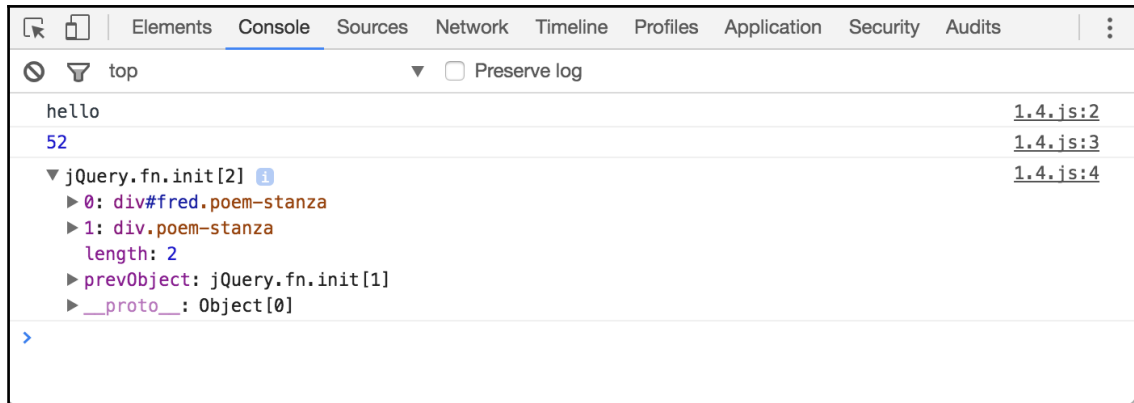 Elements Console Sources Network Timeline Profiles Application Security Audits
top Preserve log
hello 1.4.js:2
52 1.4.js:3
jQuery.fn.init[2] i 1.4.js:4
0: div#fred.poem-stanza
1: div.poem-stanza
length: 2
prevObject: jQuery.fn.init[1]
__proto__: Object[0]
>